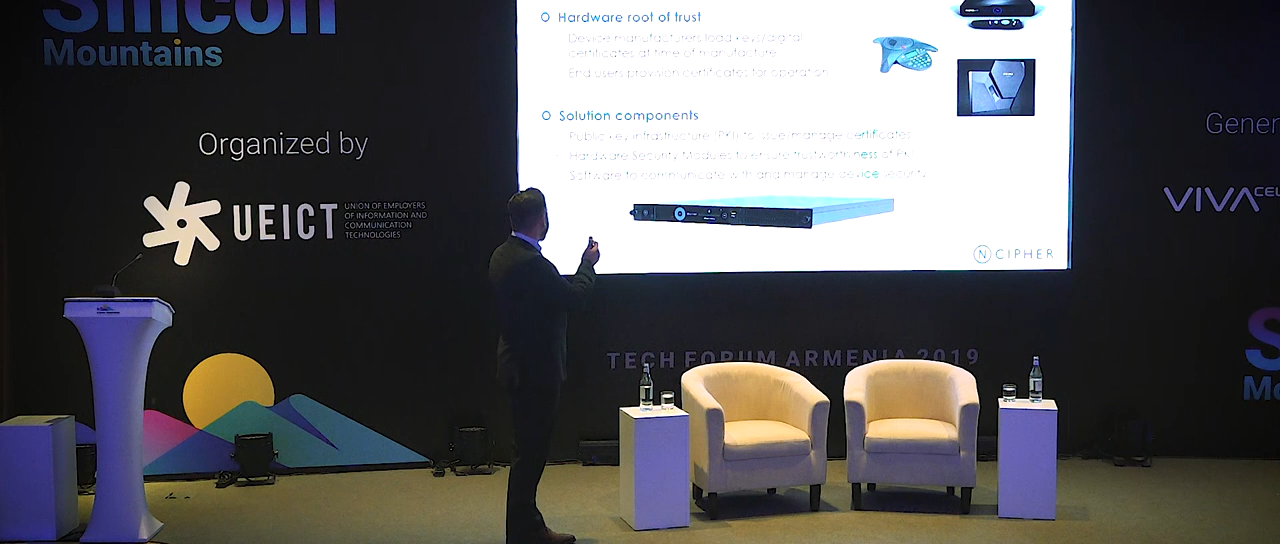 Silicon
Mountains
Organized by
UEICT
UNION OF EMPLOYERS
OF INFORMATION AND
COMMUNICATION
TECHNOLOGIES
Hardware root of trust
Device manufacturers load keys/digital
certificates at time of manufacture
End users provision certificates for operation
Solution components
Public key infrastructure (PKI) to issue/manage certificates
Hardware Security Modules to ensure trustworthiness of PKI
Software to communicate with and manage device security
N CIPHER
TECH FORUM ARMENIA 2019
Gener
VIVA CEL
S
Mo